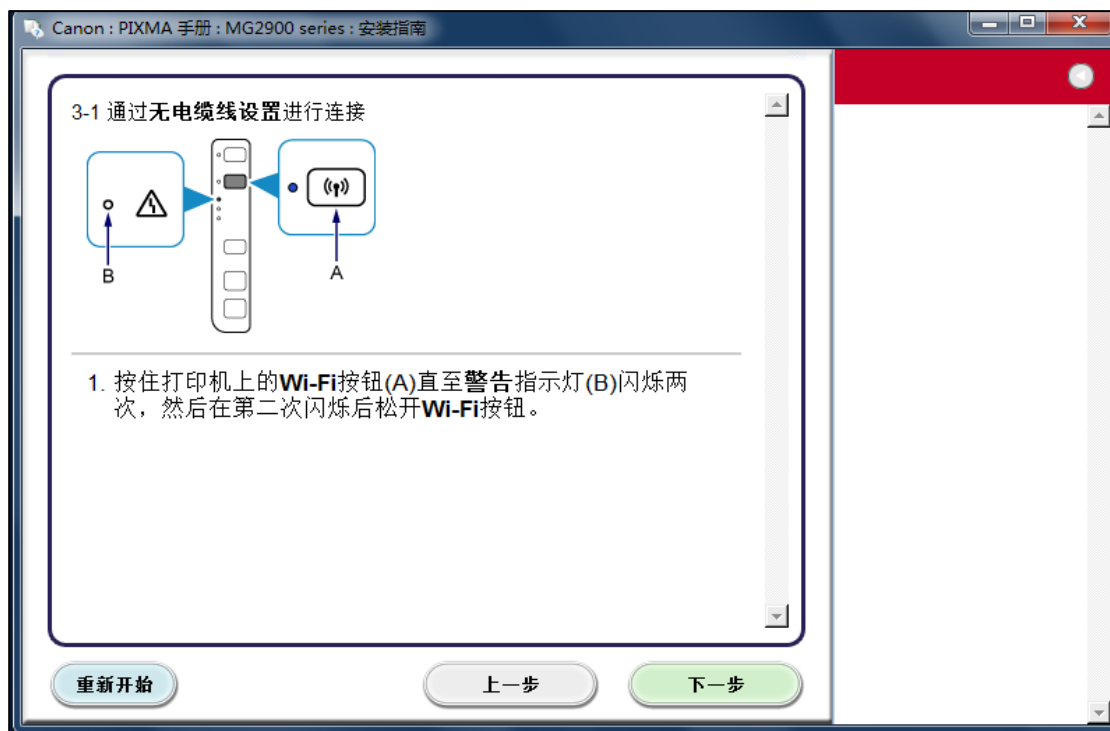 Canon : PIXMA 手册 : MG2900 series : 安装指南
3-1 通过无电缆线设置进行连接
B
A
1. 按住打印机上的Wi-Fi按钮(A)直至警告指示灯(B)闪烁两
次，然后在第二次闪烁后松开Wi-Fi按钮。
重新开始
上一步
下一步